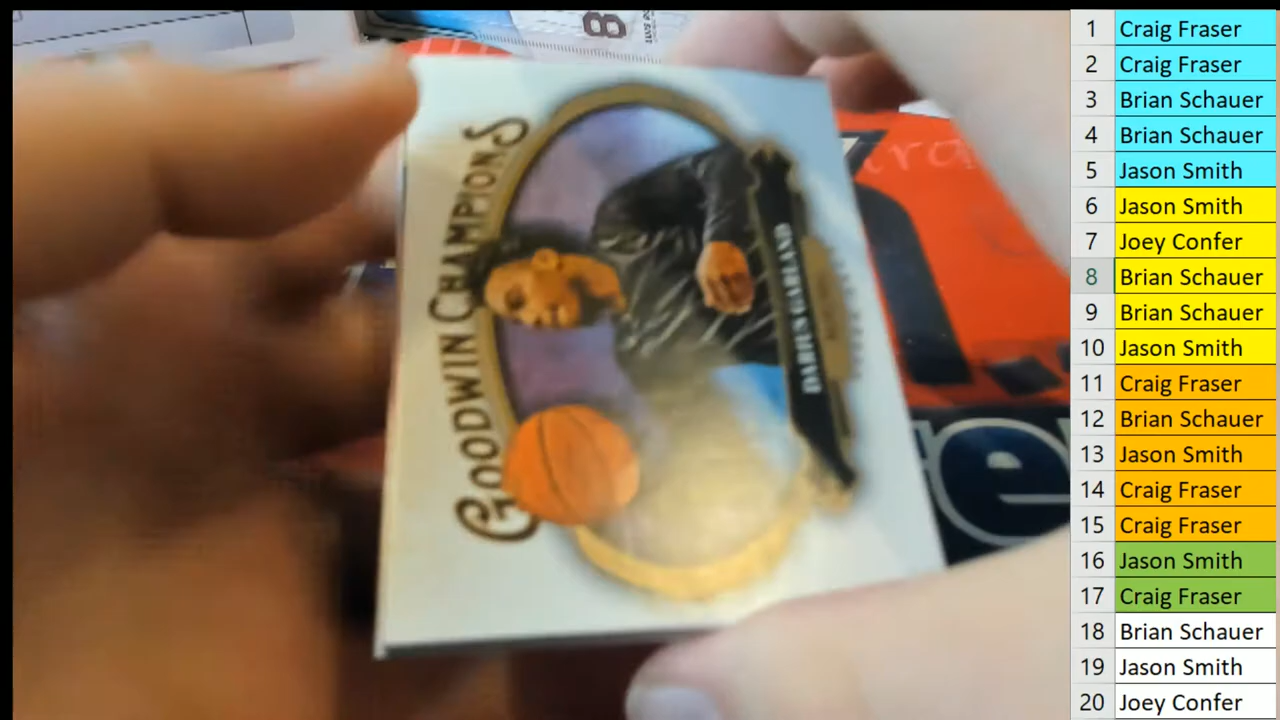 8
GOODWIN CHAMPIONS
DARIUS GARLAND
1 Craig Fraser
2 Craig Fraser
3 Brian Schauer
4 Brian Schauer
5 Jason Smith
6 Jason Smith
7 Joey Confer
8 Brian Schauer
9 Brian Schauer
10 Jason Smith
11 Craig Fraser
12 Brian Schauer
13 Jason Smith
14 Craig Fraser
15 Craig Fraser
16 Jason Smith
17 Craig Fraser
18 Brian Schauer
19 Jason Smith
20 Joey Confer